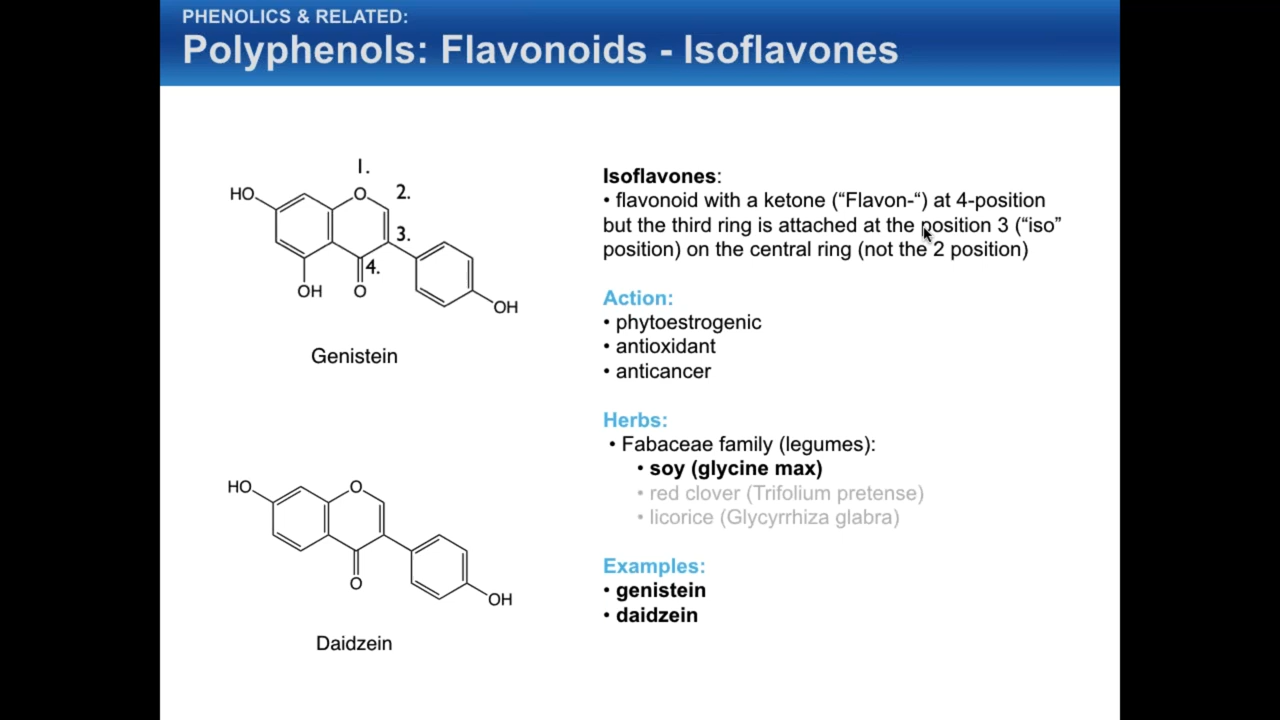 PHENOLICS & RELATED:
Polyphenols: Flavonoids - Isoflavones
1.
HO
O
2.
3.
4.
OH
O
OH
Genistein
HO
O
O
OH
Daidzein
Isoflavones:
• flavonoid with a ketone (“Flavon-“) at 4-position
but the third ring is attached at the position 3 (“iso”
position) on the central ring (not the 2 position)
Action:
• phytoestrogenic
• antioxidant
• anticancer
Herbs:
• Fabaceae family (legumes):
• soy (glycine max)
• red clover (Trifolium pretense)
• licorice (Glycyrrhiza glabra)
Examples:
• genistein
• daidzein